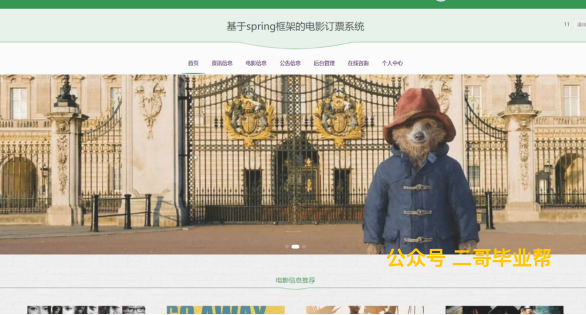 基于spring框架的电影订票系统
11
首页 资讯信息 电影信息 公告信息 后台管理 在线咨询 个人中心
公众号 二哥毕业帮
电影信息推荐
GO AWAY